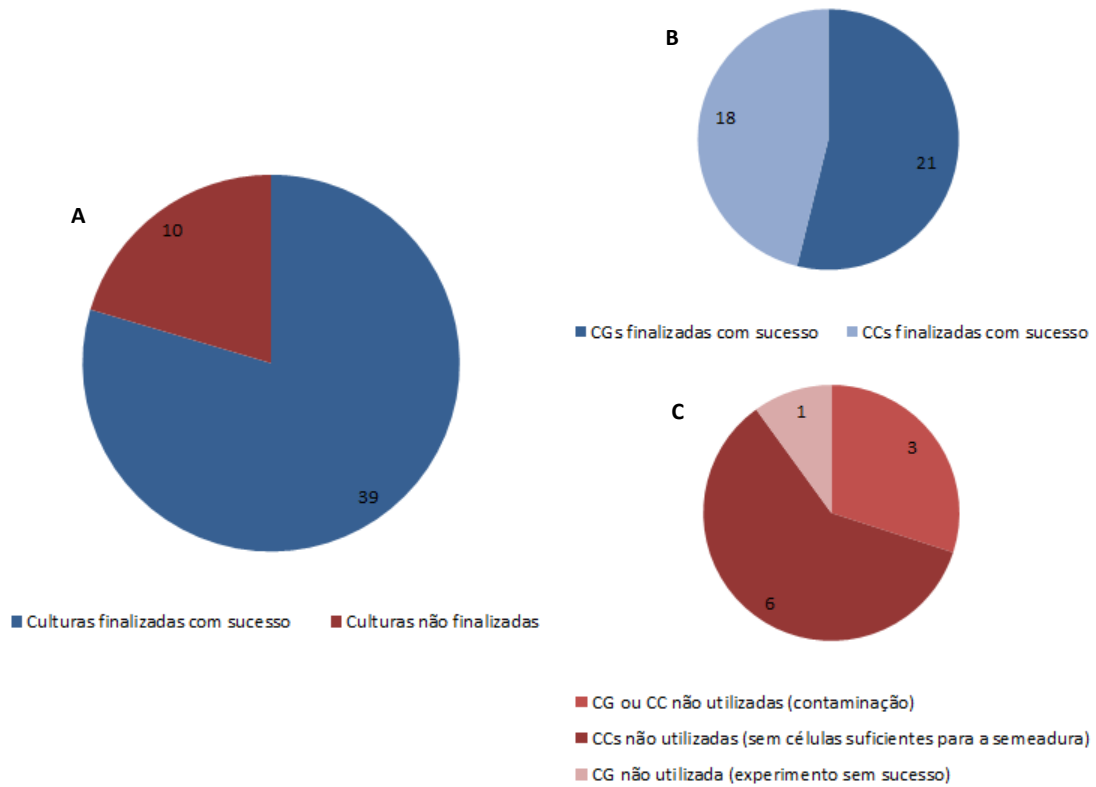 A
10
39
Culturas finalizadas com sucesso
Culturas não finalizadas
B
18
21
CGs finalizadas com sucesso
CCs finalizadas com sucesso
C
1
3
6
CG ou CC não utilizadas (contaminação)
CCs não utilizadas (sem células suficientes para a semeadura)
CG não utilizada (experimento sem sucesso)